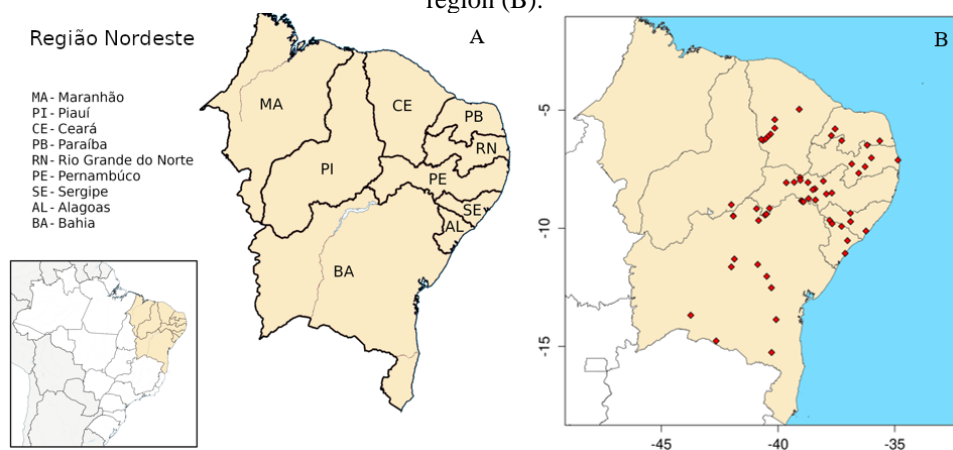 region (B).
Região Nordeste
A
B
MA - Maranhão
PI - Piauí
CE - Ceará
PB - Paraíba
RN - Rio Grande do Norte
PE - Pernambúco
SE - Sergipe
AL - Alagoas
BA - Bahia
MA
CE
PB
RN
PI
PE
SE
AL
BA
-5
-10
-15
-45
-40
-35